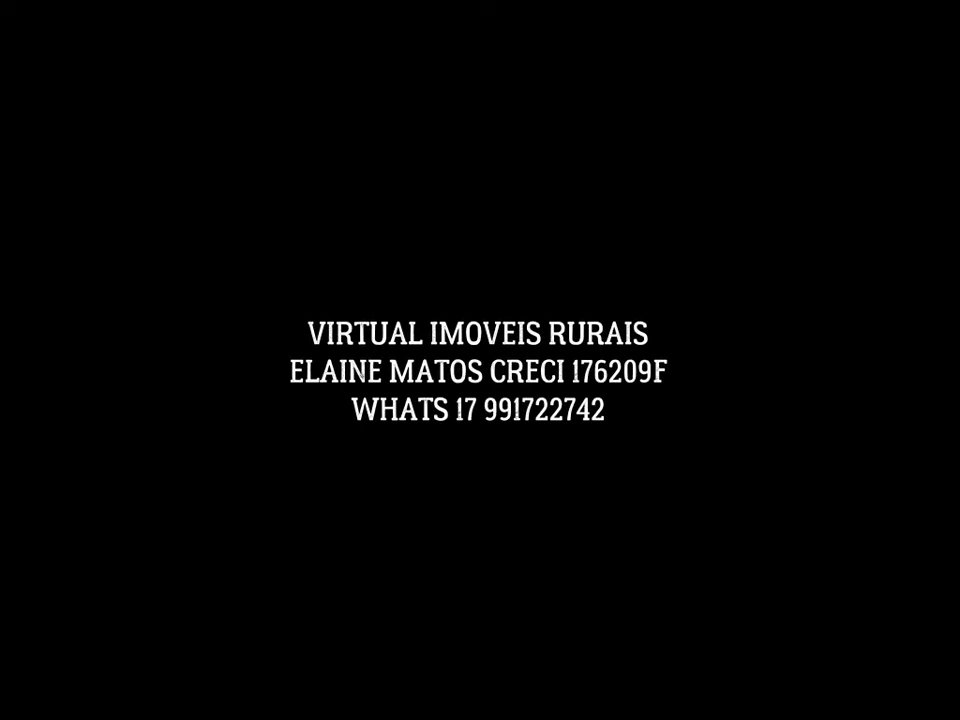 VIRTUAL IMOVEIS RURAIS
ELAINE MATOS CRECI 176209F
WHATS 17 991722742